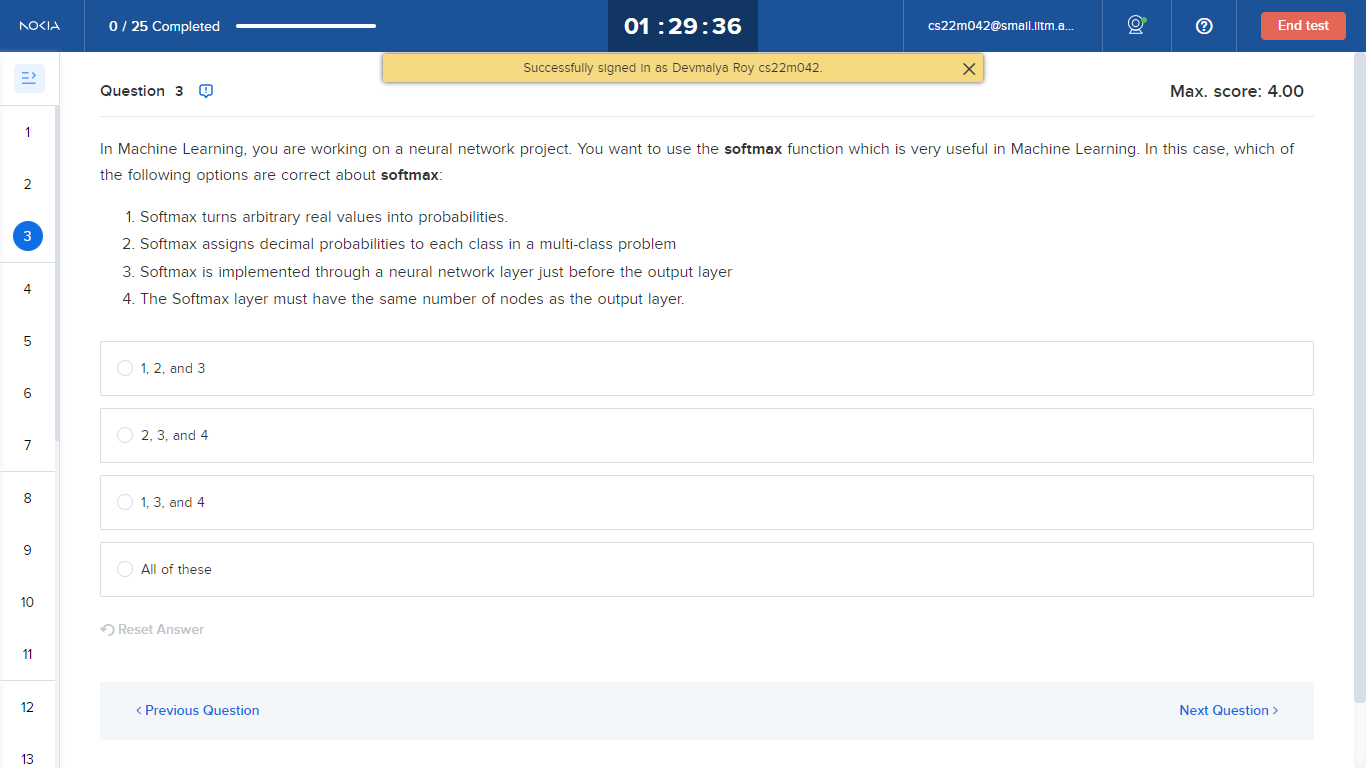 NOKIA
0 / 25 Completed
01 : 29 : 36
cs22m042@smail.iitm.a...
End test
Successfully signed in as Devmalya Roy cs22m042.
Question 3
Max. score: 4.00
In Machine Learning, you are working on a neural network project. You want to use the softmax function which is very useful in Machine Learning. In this case, which of
the following options are correct about softmax:
1. Softmax turns arbitrary real values into probabilities.
2. Softmax assigns decimal probabilities to each class in a multi-class problem
3. Softmax is implemented through a neural network layer just before the output layer
4. The Softmax layer must have the same number of nodes as the output layer.
1, 2, and 3
2, 3, and 4
1, 3, and 4
All of these
Reset Answer
< Previous Question
Next Question >
1
2
3
4
5
6
7
8
9
10
11
12
13